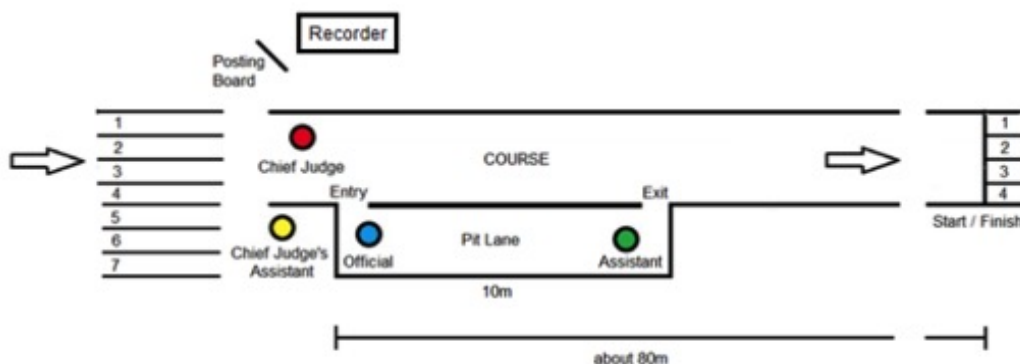 Recorder
Posting
Board
1
2
3
4
5
6
7
Chief Judge
COURSE
1
2
3
4
Entry
Exit
Start / Finish
Chief Judge's
Assistant
Official
Pit Lane
Assistant
10m
about 80m